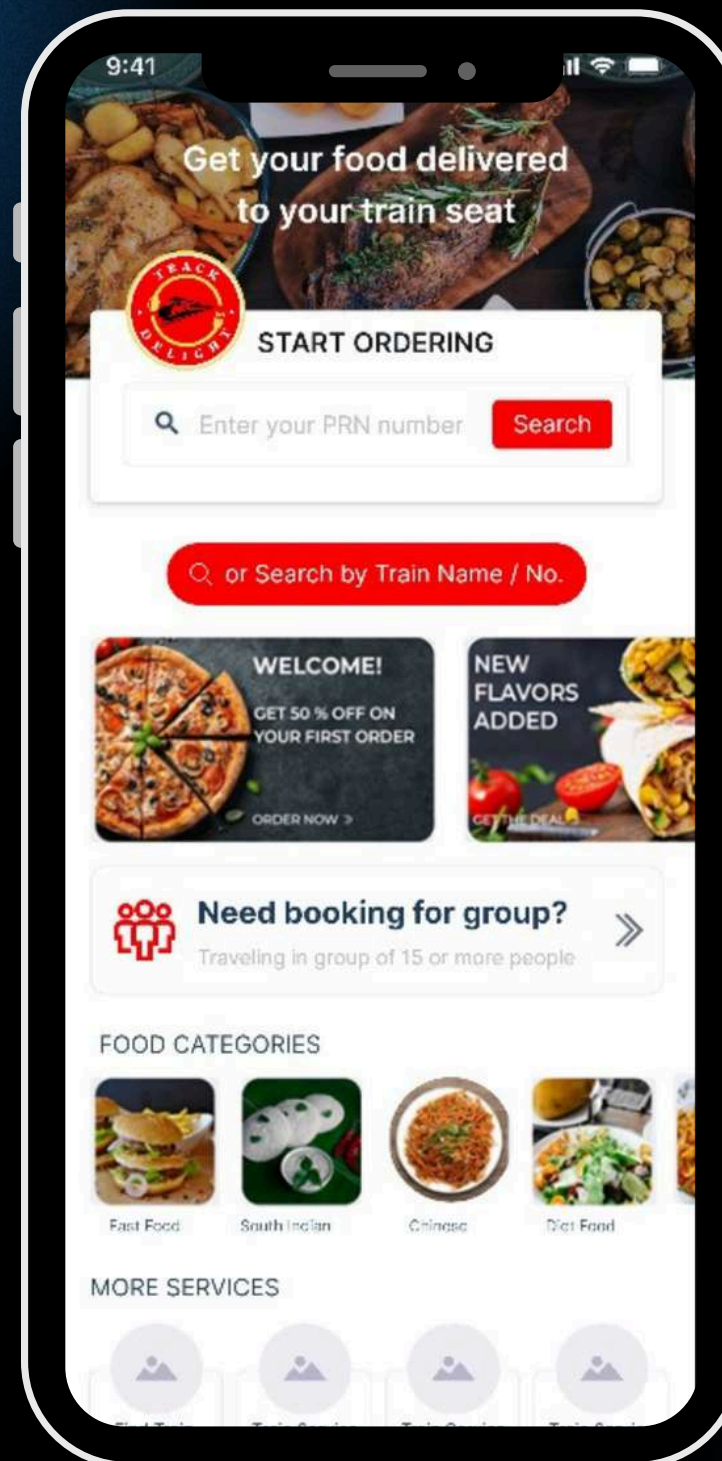 9:41
Get your food delivered
to your train seat
TRACK
DELIGHT
START ORDERING
Enter your PRN number
Search
or Search by Train Name / No.
WELCOME!
GET 50 % OFF ON
YOUR FIRST ORDER
ORDER NOW >
NEW
FLAVORS
ADDED
GET THE DEAL >
Need booking for group?
Traveling in group of 15 or more people
FOOD CATEGORIES
Fast Food
South Indian
Chinese
Diet Food
MORE SERVICES